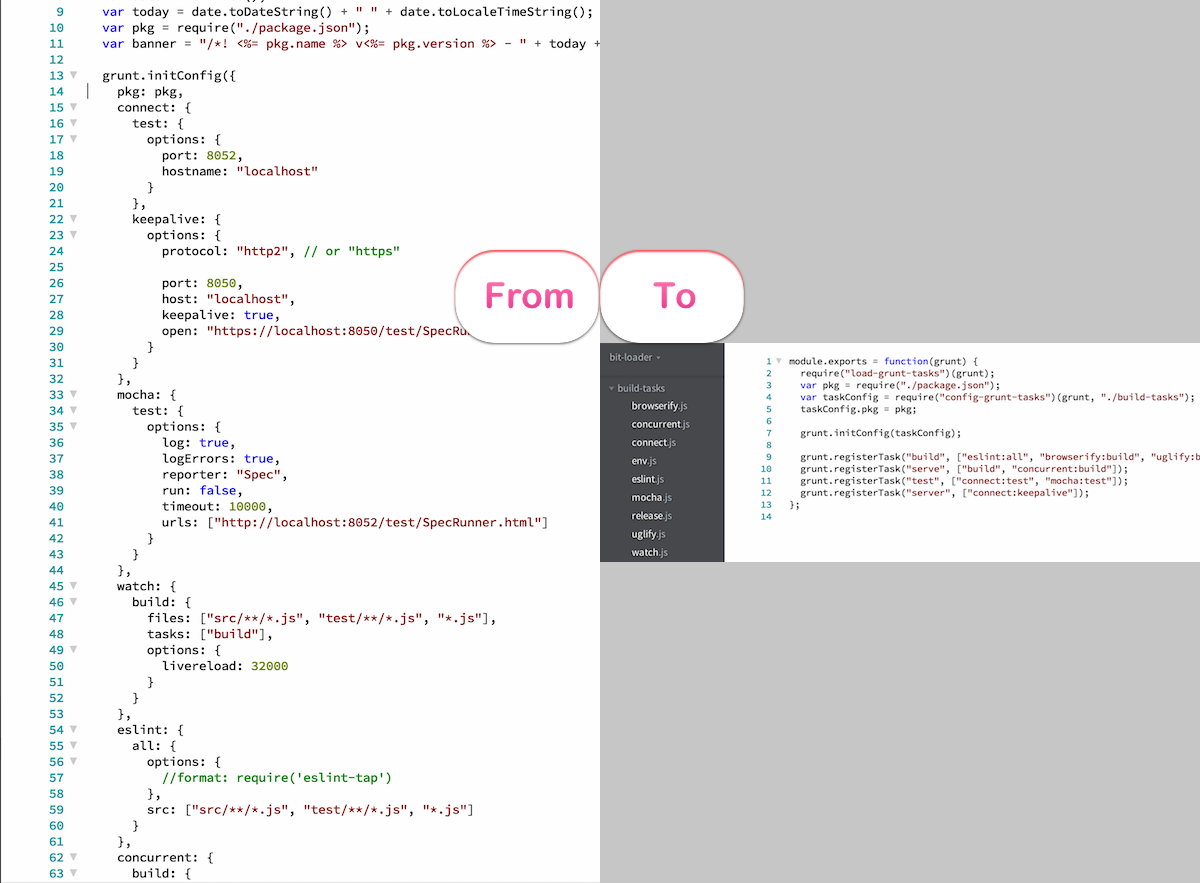 9 var today = date.toDateString() + " " + date.toLocaleTimeString();
10 var pkg = require("./package.json");
11 var banner = "/*! <%= pkg.name %> v<%= pkg.version %> - " + today +
12
13 grunt.initConfig({
14 pkg: pkg,
15 connect: {
16 test: {
17 options: {
18 port: 8052,
19 hostname: "localhost"
20 }
21 },
22 keepalive: {
23 options: {
24 protocol: "http2", // or "https"
25
26 port: 8050,
27 host: "localhost",
28 keepalive: true,
29 open: "https://localhost:8050/test/SpecRu
30 }
31 }
32 },
33 mocha: {
34 test: {
35 options: {
36 log: true,
37 logErrors: true,
38 reporter: "Spec",
39 run: false,
40 timeout: 10000,
41 urls: ["http://localhost:8052/test/SpecRunner.html"]
42 }
43 }
44 },
45 watch: {
46 build: {
47 files: ["src/**/*.js", "test/**/*.js", "*.js"],
48 tasks: ["build"],
49 options: {
50 livereload: 32000
51 }
52 }
53 },
54 eslint: {
55 all: {
56 options: {
57 //format: require('eslint-tap')
58 },
59 src: ["src/**/*.js", "test/**/*.js", "*.js"]
60 }
61 },
62 concurrent: {
63 build: {
From
To
bit-loader
build-tasks
browserify.js
concurrent.js
connect.js
env.js
eslint.js
mocha.js
release.js
uglify.js
watch.js
1 module.exports = function(grunt) {
2 require("load-grunt-tasks")(grunt);
3 var pkg = require("./package.json");
4 var taskConfig = require("config-grunt-tasks")(grunt, "./build-tasks");
5 taskConfig.pkg = pkg;
6
7 grunt.initConfig(taskConfig);
8
9 grunt.registerTask("build", ["eslint:all", "browserify:build", "uglify:b
10 grunt.registerTask("serve", ["build", "concurrent:build"]);
11 grunt.registerTask("test", ["connect:test", "mocha:test"]);
12 grunt.registerTask("server", ["connect:keepalive"]);
13 };
14